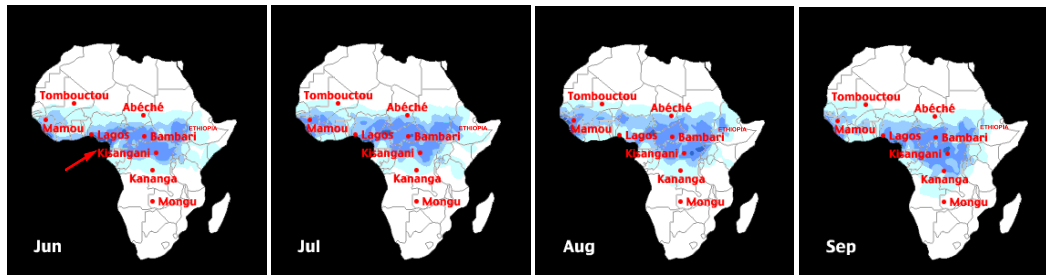 Tombouctou
Abéché
ETHIOPIA
Mamou
Lagos
Bambari
Kisangani
Kananga
Mongu
Jun
Tombouctou
Abéché
ETHIOPIA
Mamou
Lagos
Bambari
Kisangani
Kananga
Mongu
Jul
Tombouctou
Abéché
ETHIOPIA
Mamou
Lagos
Bambari
Kisangani
Kananga
Mongu
Aug
Tombouctou
Abéché
ETHIOPIA
Mamou
Lagos
Bambari
Kisangani
Kananga
Mongu
Sep